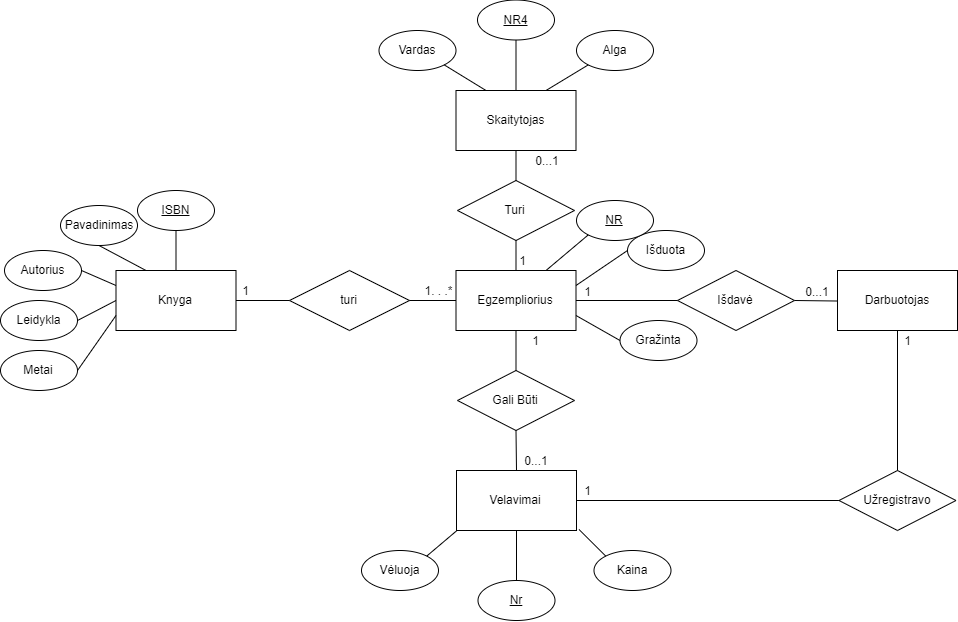 NR4
Vardas
Alga
Skaitytojas
0...1
Turi
1
ISBN
Pavadinimas
Autorius
Leidykla
Metai
Knyga
1
turi
1. . .*
Egzempliorius
NR
Išduota
Gražinta
1
Išdavė
0...1
Darbuotojas
1
1
Gali Būti
0...1
Velavimai
1
Užregistravo
Vėluoja
Nr
Kaina